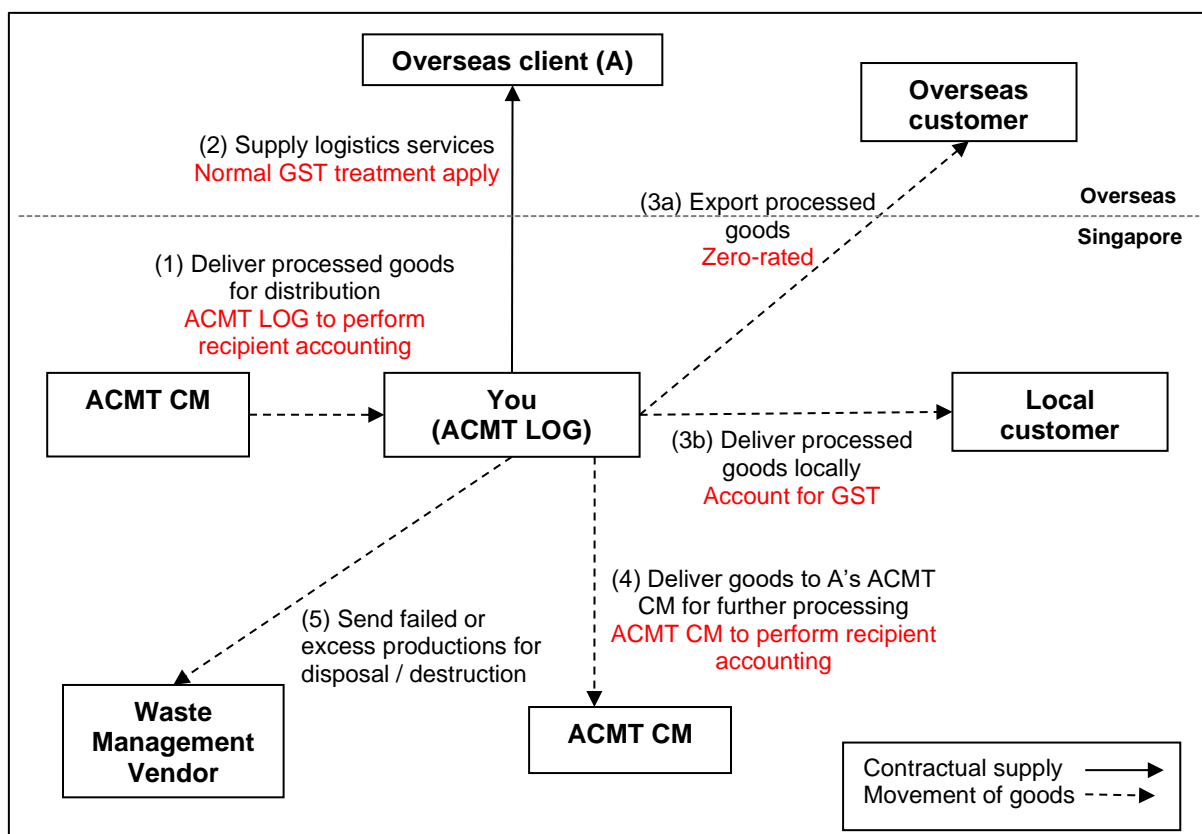 Overseas client (A)
Overseas
customer
(2) Supply logistics services
Normal GST treatment apply
(3a) Export processed
goods
Zero-rated
Overseas
Singapore
(1) Deliver processed goods
for distribution
ACMT LOG to perform
recipient accounting
ACMT CM
You
(ACMT LOG)
Local
customer
(3b) Deliver processed
goods locally
Account for GST
(4) Deliver goods to A’s ACMT
CM for further processing
ACMT CM to perform recipient
accounting
(5) Send failed or
excess productions for
disposal / destruction
Waste
Management
Vendor
ACMT CM
Contractual supply
Movement of goods